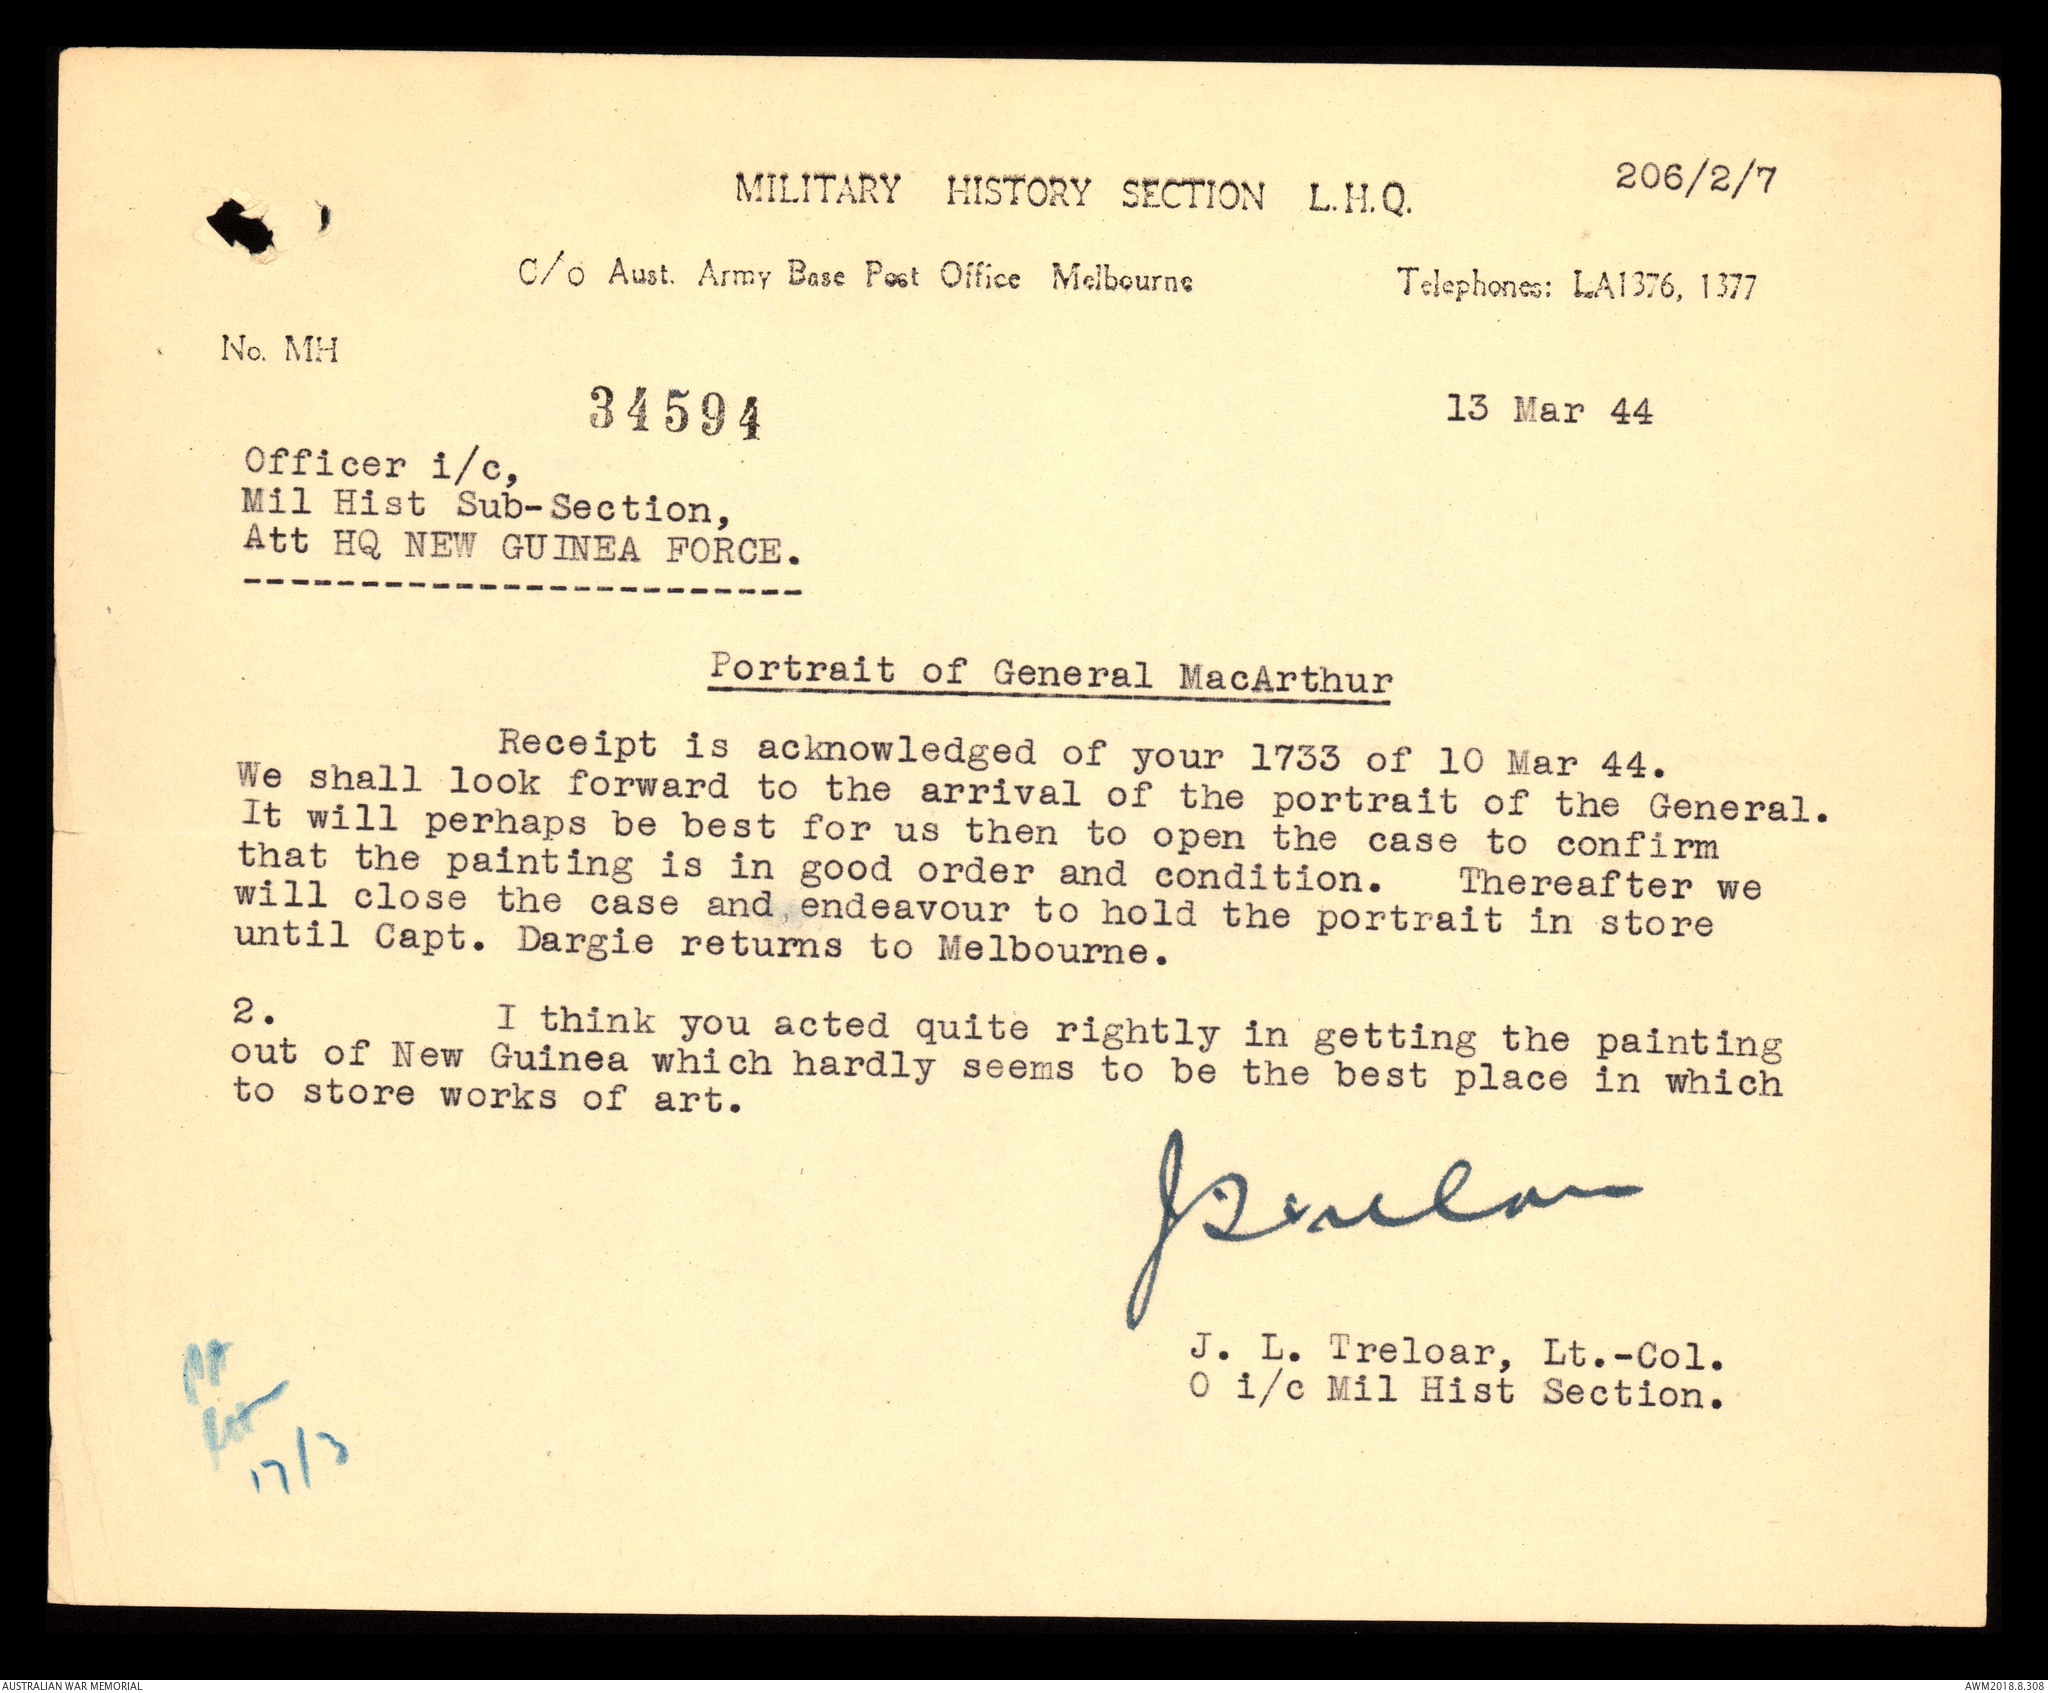 206/2/7
MILITARY HISTORY SECTION L.H.Q.
C/o Aust. Army Base Post Office Melbourne
Telephones: LA1376, 1377
No. MH
34594
13 Mar 44
Officer i/c,
Mil Hist Sub-Section,
Att HQ NEW GUINEA FORCE.
-------------------------
Portrait of General MacArthur
Receipt is acknowledged of your 1733 of 10 Mar 44.
We shall look forward to the arrival of the portrait of the General.
It will perhaps be best for us then to open the case to confirm
that the painting is in good order and condition. Thereafter we
will close the case and endeavour to hold the portrait in store
until Capt. Dargie returns to Melbourne.
2. I think you acted quite rightly in getting the painting
out of New Guinea which hardly seems to be the best place in which
to store works of art.
JTreloar
J. L. Treloar, Lt.-Col.
O i/c Mil Hist Section.
17/3
AUSTRALIAN WAR MEMORIAL
AWM2018.8.308